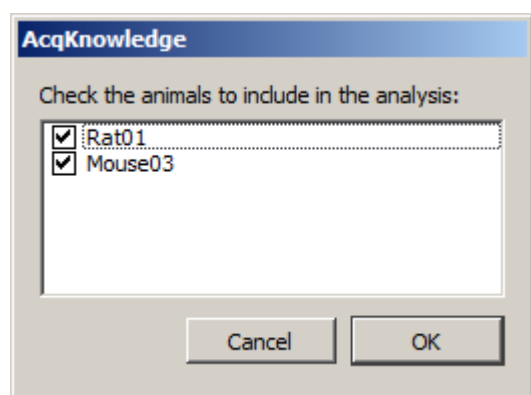 AcqKnowledge
Check the animals to include in the analysis:
Rat01
Mouse03
Cancel OK